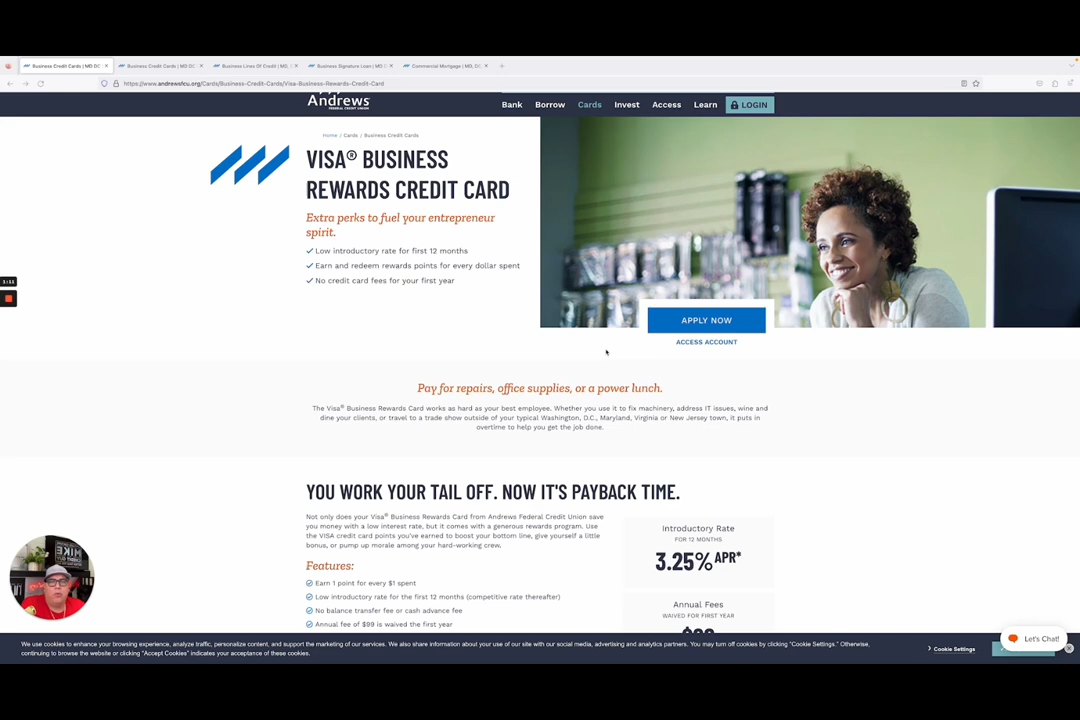 Business Credit Cards | MD DC
Business Credit Cards | MD DC
Business Lines Of Credit | MD,
Business Signature Loan | MD
Commercial Mortgage | MD, DC
https://www.andrewsfcu.org/Cards/Business-Credit-Cards/Visa-Business-Rewards-Credit-Card
Andrews
FEDERAL CREDIT UNION
Bank
Borrow
Cards
Invest
Access
Learn
LOGIN
Home / Cards / Business Credit Cards
VISA® BUSINESS
REWARDS CREDIT CARD
Extra perks to fuel your entrepreneur
spirit.
Low introductory rate for first 12 months
Earn and redeem rewards points for every dollar spent
No credit card fees for your first year
APPLY NOW
ACCESS ACCOUNT
1:11
Pay for repairs, office supplies, or a power lunch.
The Visa® Business Rewards Card works as hard as your best employee. Whether you use it to fix machinery, address IT issues, wine and
dine your clients, or travel to a trade show outside of your typical Washington, D.C., Maryland, Virginia or New Jersey town, it puts in
overtime to help you get the job done.
YOU WORK YOUR TAIL OFF. NOW IT'S PAYBACK TIME.
Not only does your Visa® Business Rewards Card from Andrews Federal Credit Union save
you money with a low interest rate, but it comes with a generous rewards program. Use
the VISA credit card points you've earned to boost your bottom line, give yourself a little
bonus, or pump up morale among your hard-working crew.
Features:
Earn 1 point for every $1 spent
Low introductory rate for the first 12 months (competitive rate thereafter)
No balance transfer fee or cash advance fee
Annual fee of $99 is waived the first year
Introductory Rate
FOR 12 MONTHS
3.25% APR*
Annual Fees
WAIVED FOR FIRST YEAR
MIKE
We use cookies to enhance your browsing experience, analyze traffic, personalize content, and support the marketing of our services. We also share information about your use of our site with our social media, advertising and analytics partners. You may turn off cookies by clicking "Cookie Settings." Otherwise,
continuing to browse the website or clicking "Accept Cookies" indicates your acceptance of these cookies.
Cookie Settings
Let's Chat!